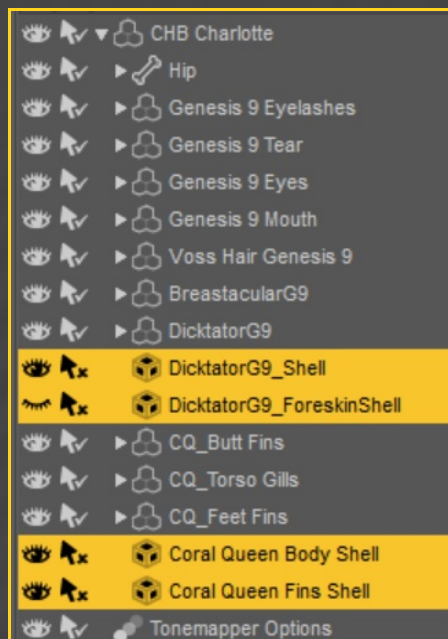 CHB Charlotte
Hip
Genesis 9 Eyelashes
Genesis 9 Tear
Genesis 9 Eyes
Genesis 9 Mouth
Voss Hair Genesis 9
BreastacularG9
DicktatorG9
DicktatorG9_Shell
DicktatorG9_ForeskinShell
CQ_Butt Fins
CQ_Torso Gills
CQ_Feet Fins
Coral Queen Body Shell
Coral Queen Fins Shell
Tonemapper Options